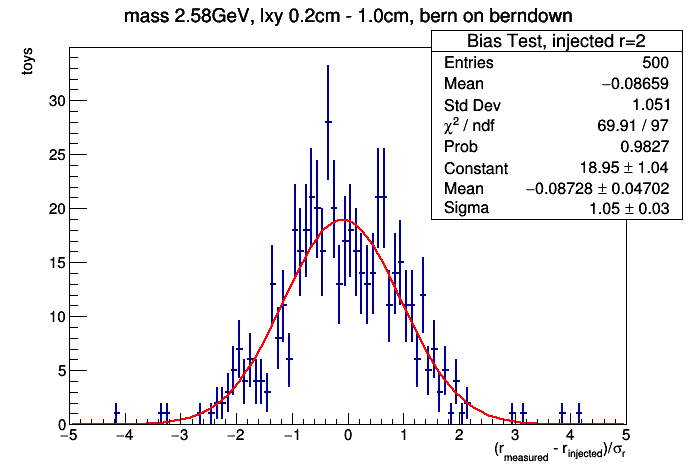 mass 2.58GeV, lxy 0.2cm - 1.0cm, bern on berndown
toys
Bias Test, injected r=2
Entries 500
Mean −0.08659
Std Dev 1.051
χ² / ndf 69.91 / 97
Prob 0.9827
Constant 18.95 ± 1.04
Mean −0.08728 ± 0.04702
Sigma 1.05 ± 0.03
30
25
20
15
10
5
0
−5 −4 −3 −2 −1 0 1 2 3 4 5
(r_measured - r_injected)/σ_r